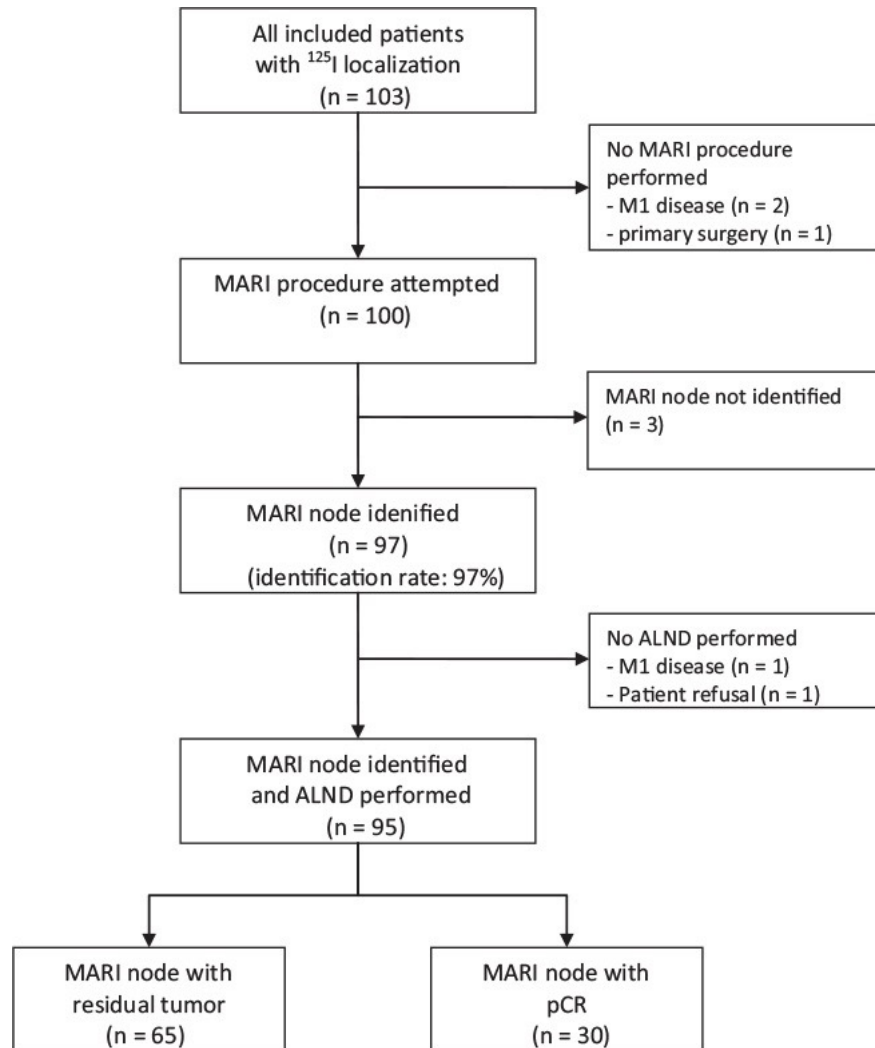 All included patients
with ¹²⁵I localization
(n = 103)
No MARI procedure
performed
- M1 disease (n = 2)
- primary surgery (n = 1)
MARI procedure attempted
(n = 100)
MARI node not identified
(n = 3)
MARI node idenified
(n = 97)
(identification rate: 97%)
No ALND performed
- M1 disease (n = 1)
- Patient refusal (n = 1)
MARI node identified
and ALND performed
(n = 95)
MARI node with
residual tumor
(n = 65)
MARI node with
pCR
(n = 30)